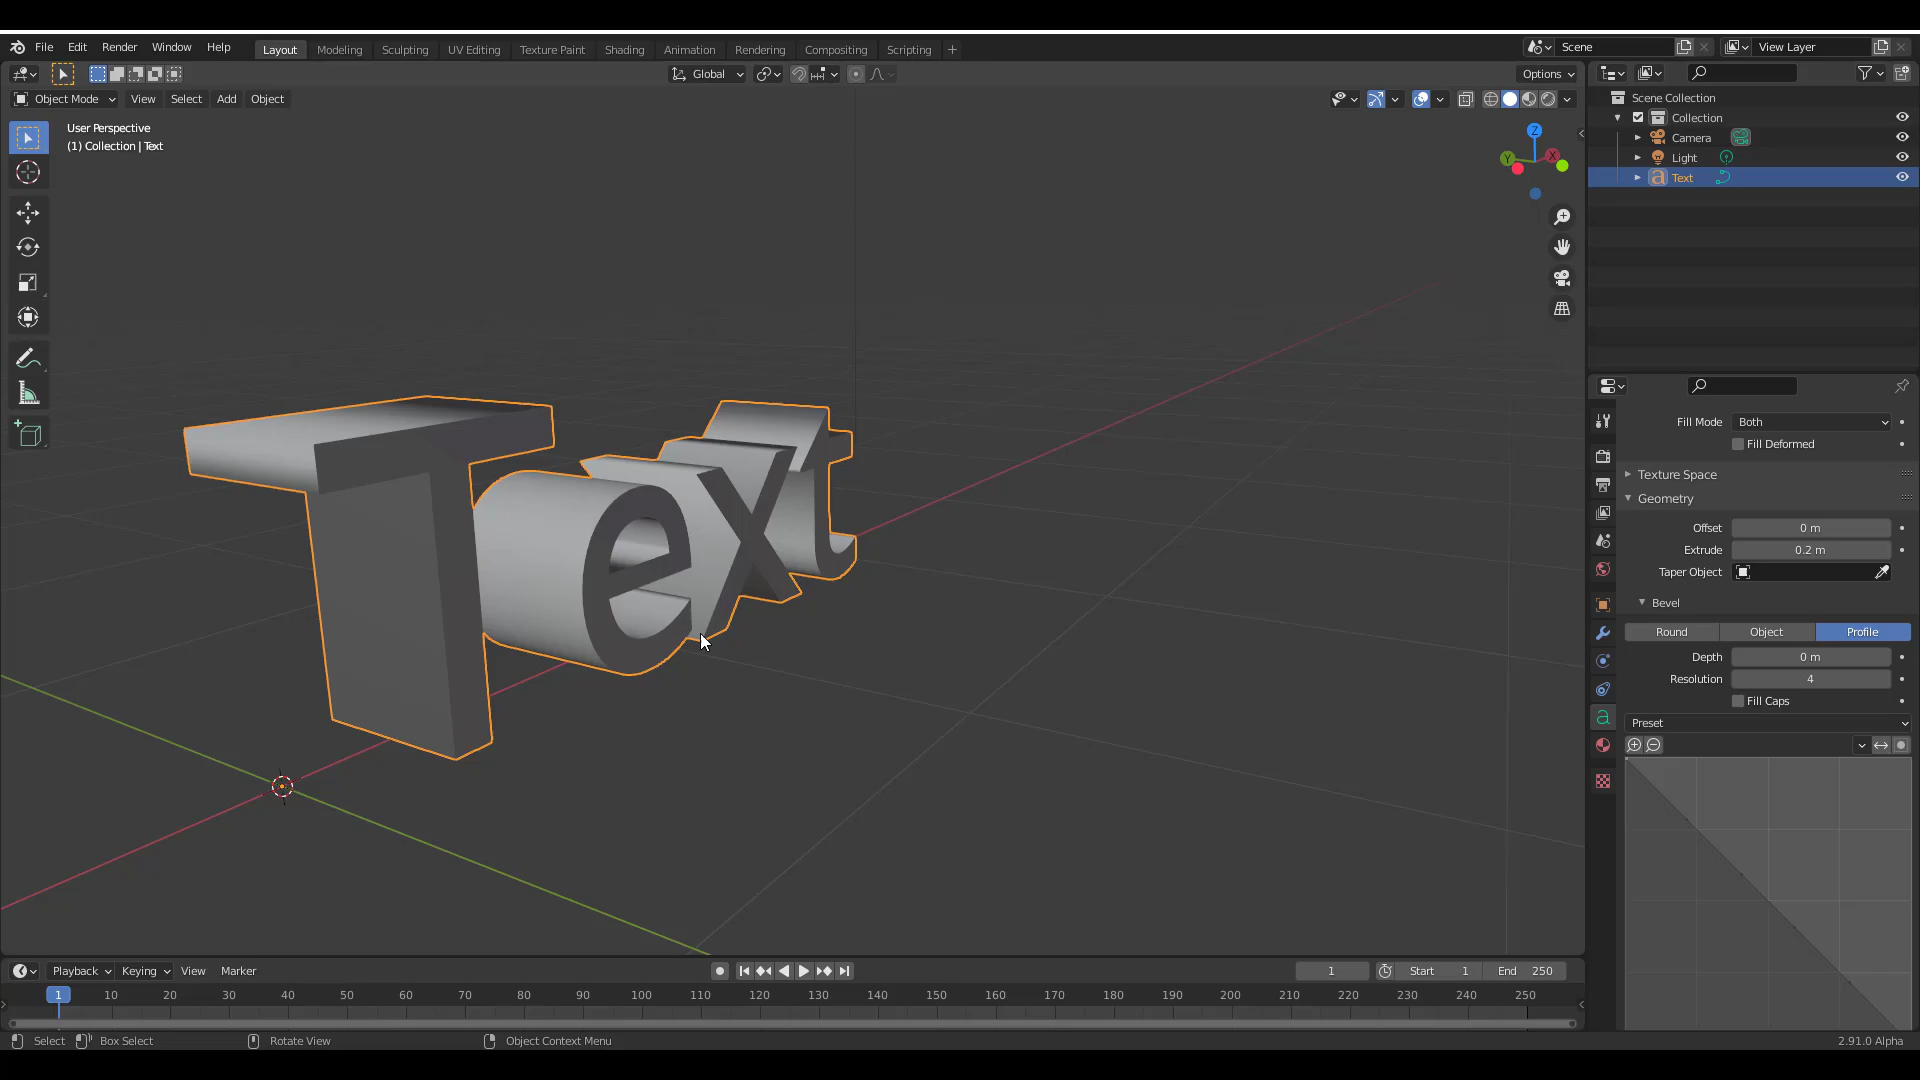 File Edit Render Window Help Layout Modeling Sculpting UV Editing Texture Paint Shading Animation Rendering Compositing Scripting + Scene View Layer
Global Options
Object Mode View Select Add Object
User Perspective
(1) Collection | Text
Z
Y X
Text
Scene Collection
Collection
Camera
Light
a Text
Fill Mode Both
Fill Deformed
Texture Space
Geometry
Offset 0 m
Extrude 0.2 m
Taper Object
Bevel
Round Object Profile
Depth 0 m
Resolution 4
Fill Caps
Preset
Playback Keying View Marker 1 Start 1 End 250
1 10 20 30 40 50 60 70 80 90 100 110 120 130 140 150 160 170 180 190 200 210 220 230 240 250
Select Box Select Rotate View Object Context Menu 2.91.0 Alpha